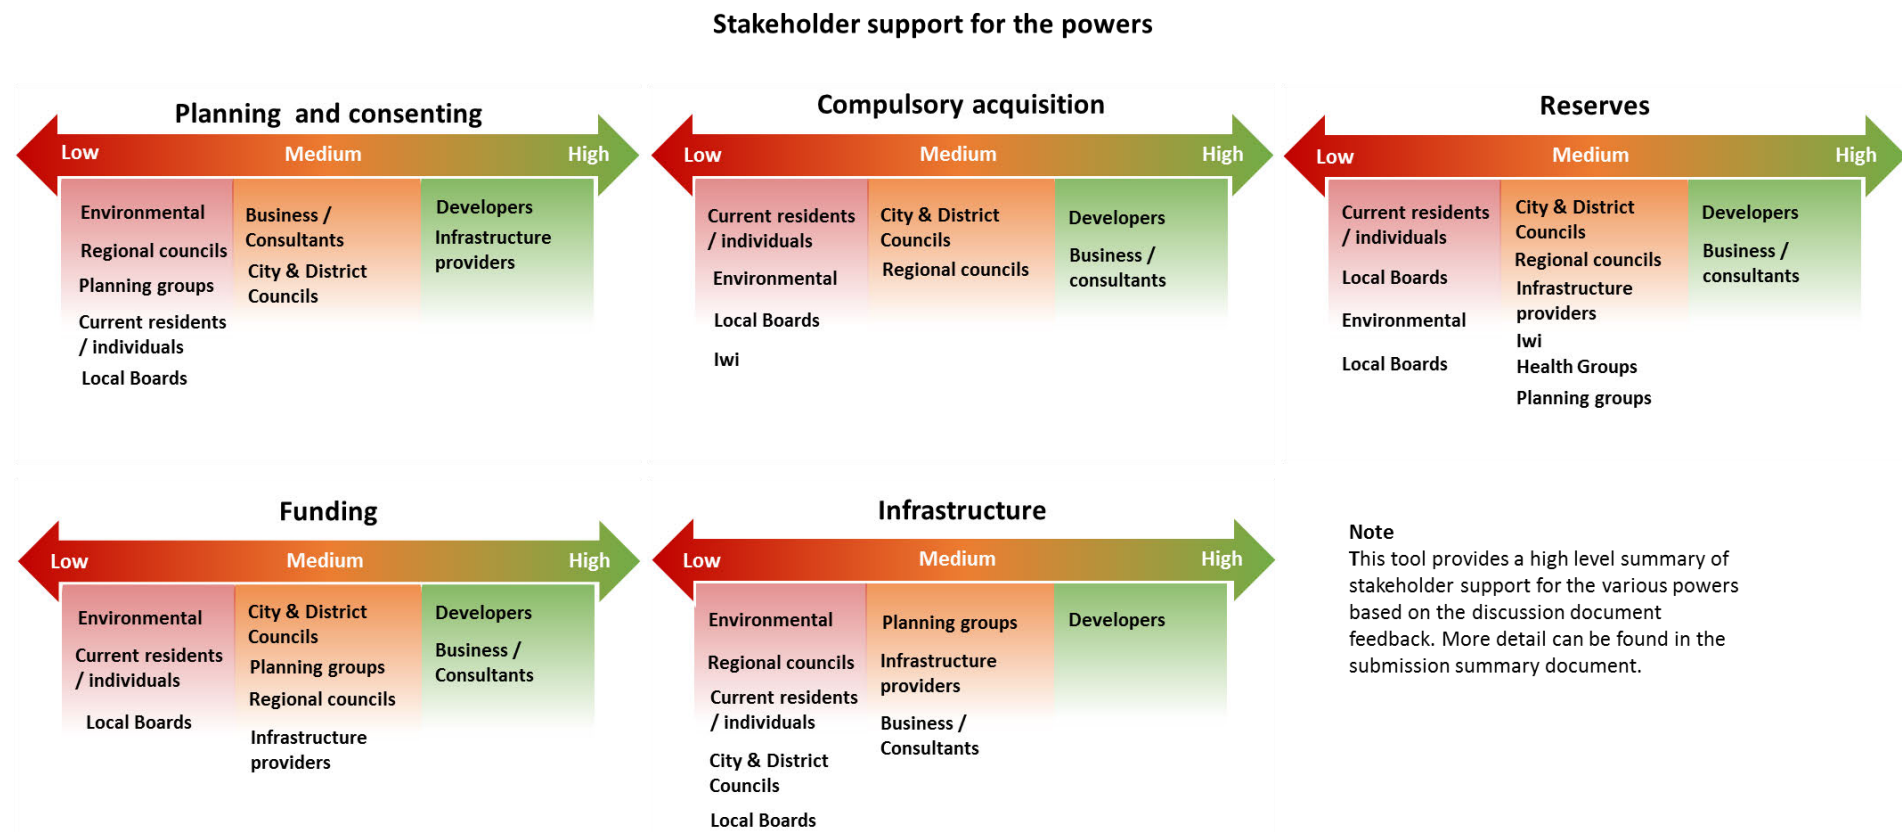 Stakeholder support for the powers
Planning and consenting
Low
Medium
High
Environmental
Regional councils
Planning groups
Current residents
/ individuals
Local Boards
Business /
Consultants
City & District
Councils
Developers
Infrastructure
providers
Compulsory acquisition
Low
Medium
High
Current residents
/ individuals
Environmental
Local Boards
Iwi
City & District
Councils
Regional councils
Developers
Business /
consultants
Reserves
Low
Medium
High
Current residents
/ individuals
Local Boards
Environmental
Local Boards
City & District
Councils
Regional councils
Infrastructure
providers
Iwi
Health Groups
Planning groups
Developers
Business /
consultants
Funding
Low
Medium
High
Environmental
Current residents
/ individuals
Local Boards
City & District
Councils
Planning groups
Regional councils
Infrastructure
providers
Developers
Business /
Consultants
Infrastructure
Low
Medium
High
Environmental
Regional councils
Current residents
/ individuals
City & District
Councils
Local Boards
Planning groups
Infrastructure
providers
Business /
Consultants
Developers
Note
This tool provides a high level summary of
stakeholder support for the various powers
based on the discussion document
feedback. More detail can be found in the
submission summary document.